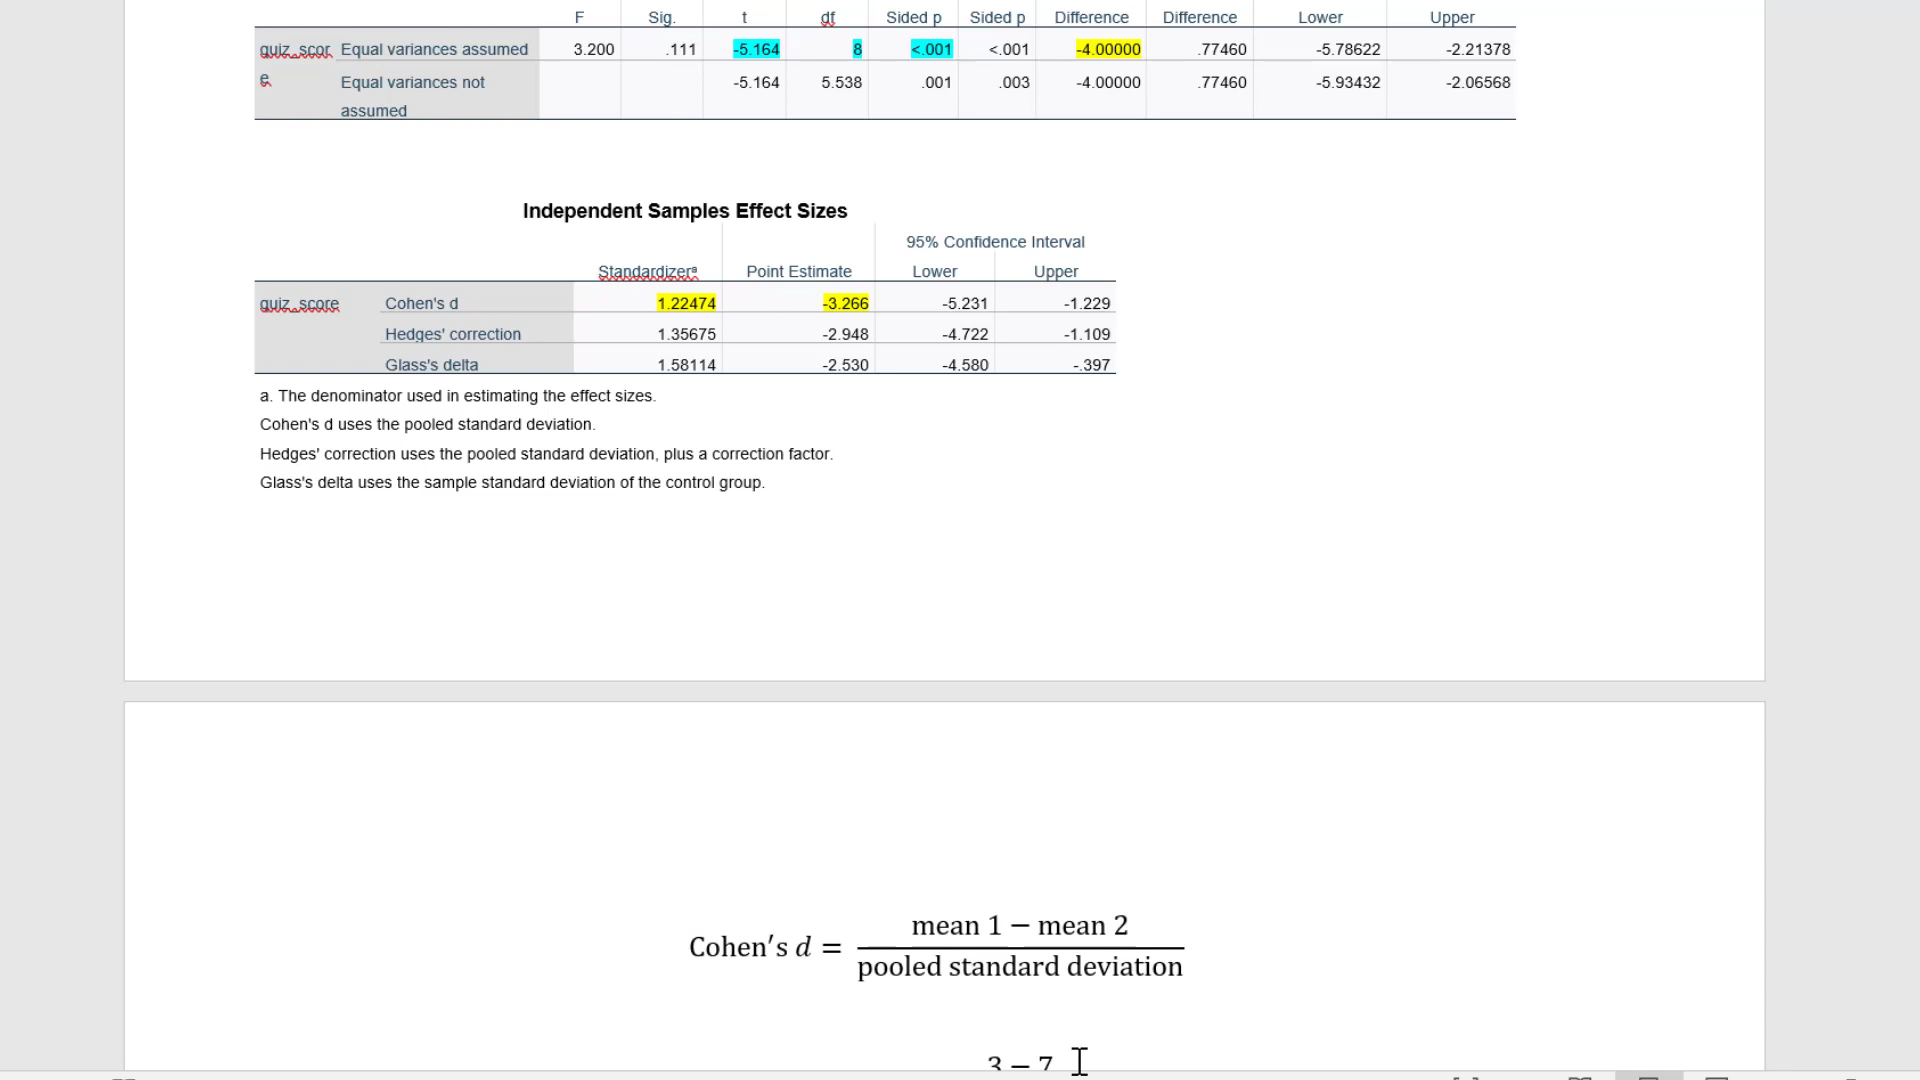 F Sig. t df Sided p Sided p Difference Difference Lower Upper
quiz_scor Equal variances assumed 3.200 .111 -5.164 8 <.001 <.001 -4.00000 .77460 -5.78622 -2.21378
e Equal variances not -5.164 5.538 .001 .003 -4.00000 .77460 -5.93432 -2.06568
assumed
Independent Samples Effect Sizes
95% Confidence Interval
Standardizerᵃ Point Estimate Lower Upper
quiz_score Cohen's d 1.22474 -3.266 -5.231 -1.229
Hedges' correction 1.35675 -2.948 -4.722 -1.109
Glass's delta 1.58114 -2.530 -4.580 -.397
a. The denominator used in estimating the effect sizes.
Cohen's d uses the pooled standard deviation.
Hedges' correction uses the pooled standard deviation, plus a correction factor.
Glass's delta uses the sample standard deviation of the control group.
mean 1 − mean 2
Cohen′s d =
pooled standard deviation
3 − 7